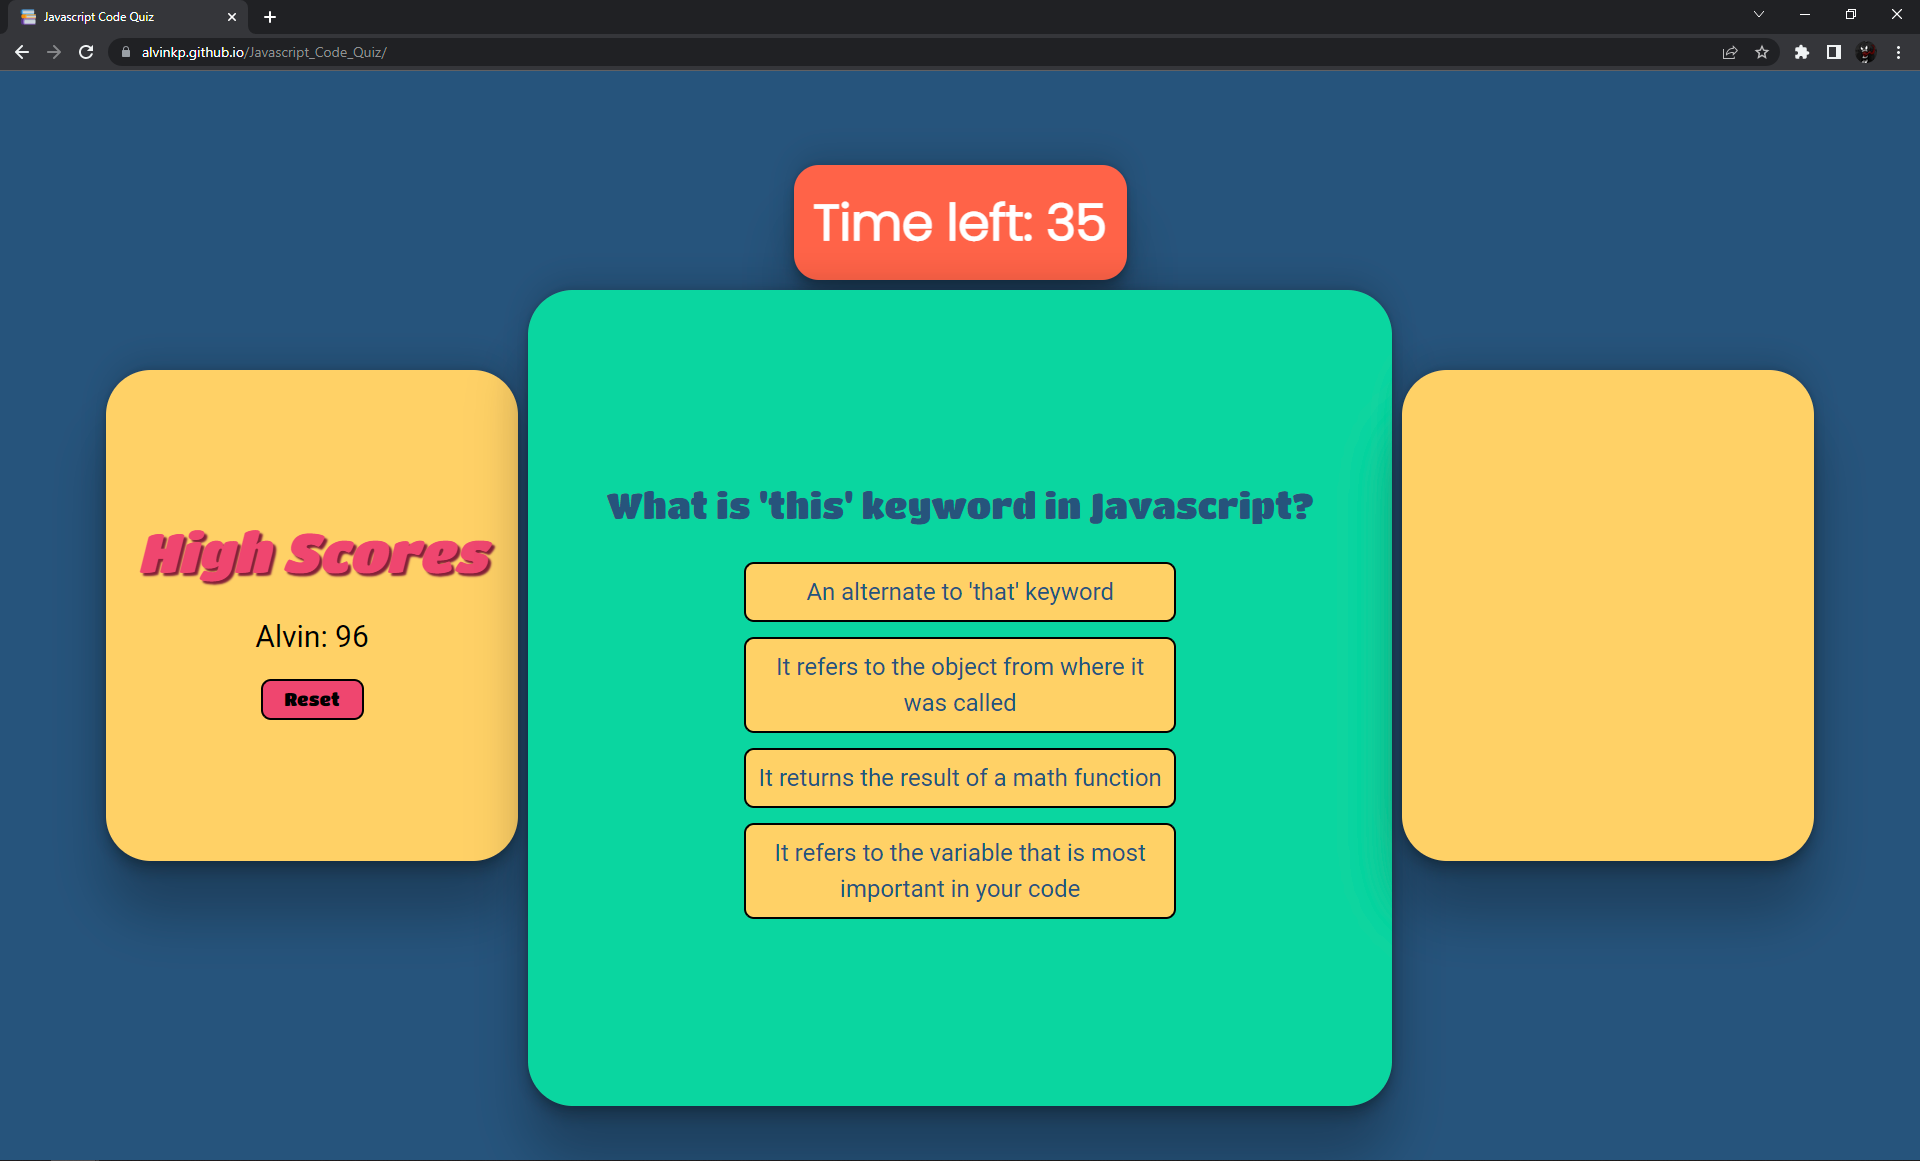 Javascript Code Quiz
alvinkp.github.io/Javascript_Code_Quiz/
Time left: 35
High Scores
Alvin: 96
Reset
What is 'this' keyword in Javascript?
An alternate to 'that' keyword
It refers to the object from where it
was called
It returns the result of a math function
It refers to the variable that is most
important in your code